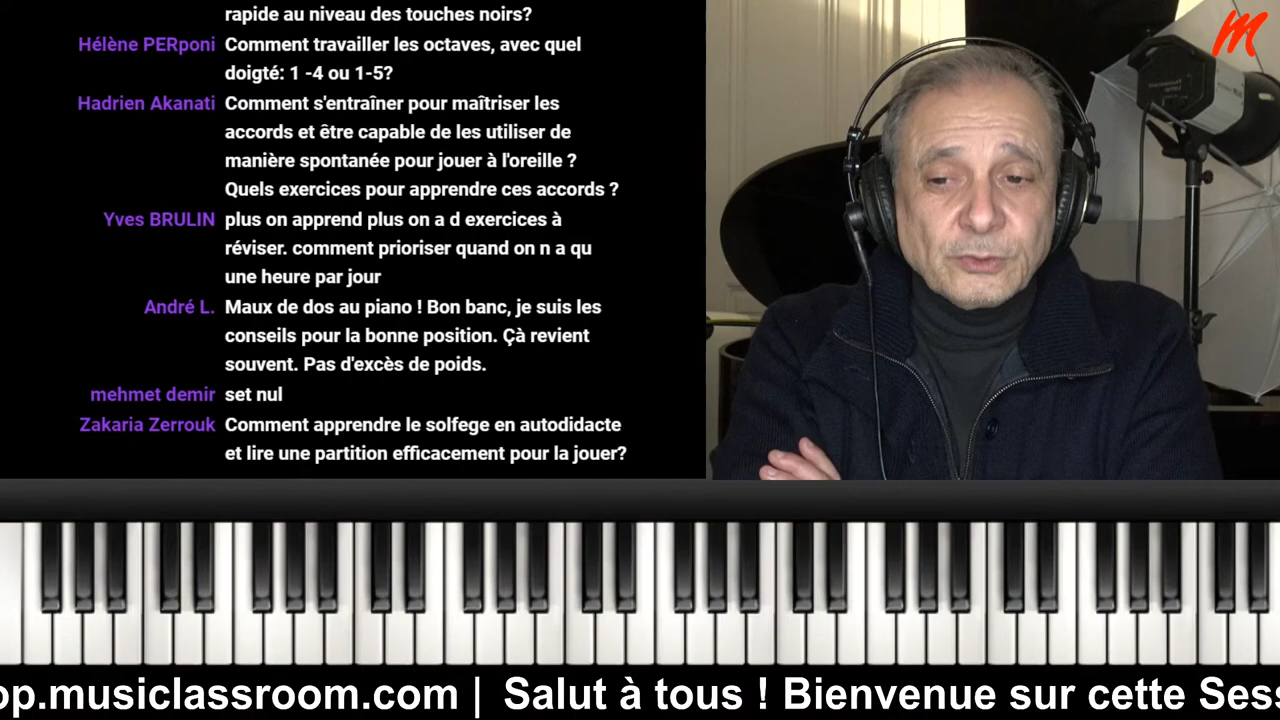 rapide au niveau des touches noirs?
Hélène PERponi Comment travailler les octaves, avec quel
doigté: 1 -4 ou 1-5?
Hadrien Akanati Comment s'entraîner pour maîtriser les
accords et être capable de les utiliser de
manière spontanée pour jouer à l'oreille ?
Quels exercices pour apprendre ces accords ?
Yves BRULIN plus on apprend plus on a d exercices à
réviser. comment prioriser quand on n a qu
une heure par jour
André L. Maux de dos au piano ! Bon banc, je suis les
conseils pour la bonne position. Çà revient
souvent. Pas d'excès de poids.
mehmet demir set nul
Zakaria Zerrouk Comment apprendre le solfege en autodidacte
et lire une partition efficacement pour la jouer?
M
op.musiclassroom.com | Salut à tous ! Bienvenue sur cette Sess